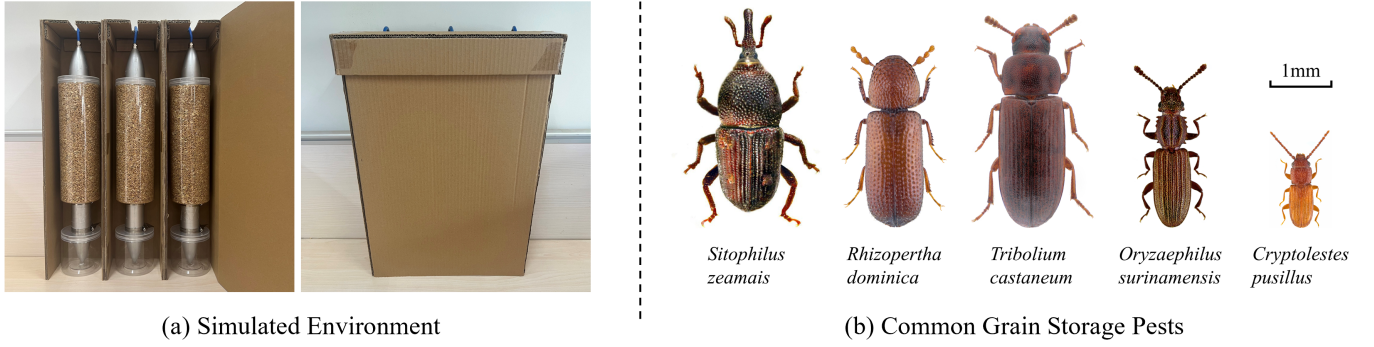 1mm
Sitophilus
zeamais
Rhizopertha
dominica
Tribolium
castaneum
Oryzaephilus
surinamensis
Cryptolestes
pusillus
(a) Simulated Environment
(b) Common Grain Storage Pests